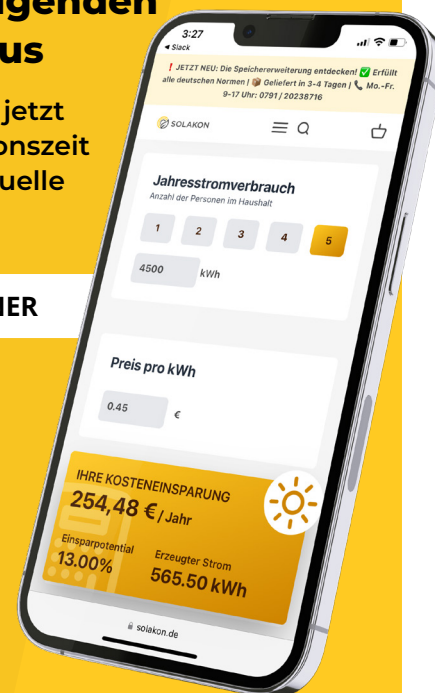 genden
us
jetzt
onszeit
uelle
NER
3:27
◀ Slack
❗ JETZT NEU: Die Speichererweiterung entdecken! ✅ Erfüllt
alle deutschen Normen | 📦 Geliefert in 3-4 Tagen | 📞 Mo.-Fr.
9-17 Uhr: 0791 / 20238716
SOLAKON
Jahresstromverbrauch
Anzahl der Personen im Haushalt
1 2 3 4 5
4500 kWh
Preis pro kWh
0.45 €
IHRE KOSTENEINSPARUNG
254,48 € / Jahr
Einsparpotential Erzeugter Strom
13.00% 565.50 kWh
solakon.de